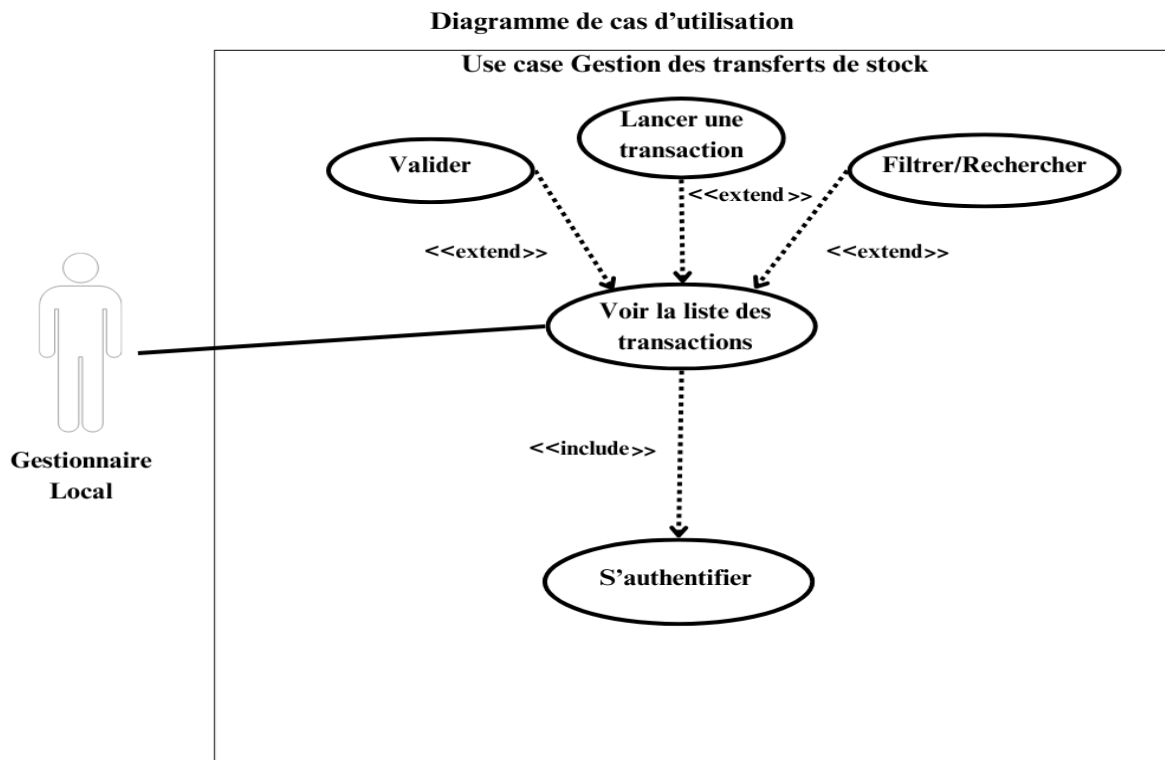 Diagramme de cas d’utilisation
Use case Gestion des transferts de stock
Lancer une
transaction
Valider
Filtrer/Rechercher
<<extend>>
<<extend>>
<<extend>>
Voir la liste des
transactions
<<include>>
Gestionnaire
Local
S’authentifier